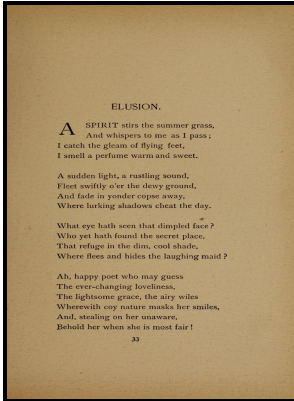 ELUSION.
A SPIRIT stirs the summer grass,
And whispers to me as I pass;
I catch the gleam of flying feet,
I smell a perfume warm and sweet.
A sudden light, a rustling sound,
Fleet swiftly o'er the dewy ground,
And fade in yonder copse away,
Where lurking shadows cheat the day.
What eye hath seen that dimpled face?
Who yet hath found the secret place,
That refuge in the dim, cool shade,
Where flees and hides the laughing maid?
Ah, happy poet who may guess
The ever-changing loveliness,
The lightsome grace, the airy wiles
Wherewith coy nature masks her smiles,
And, stealing on her unaware,
Behold her when she is most fair!
33